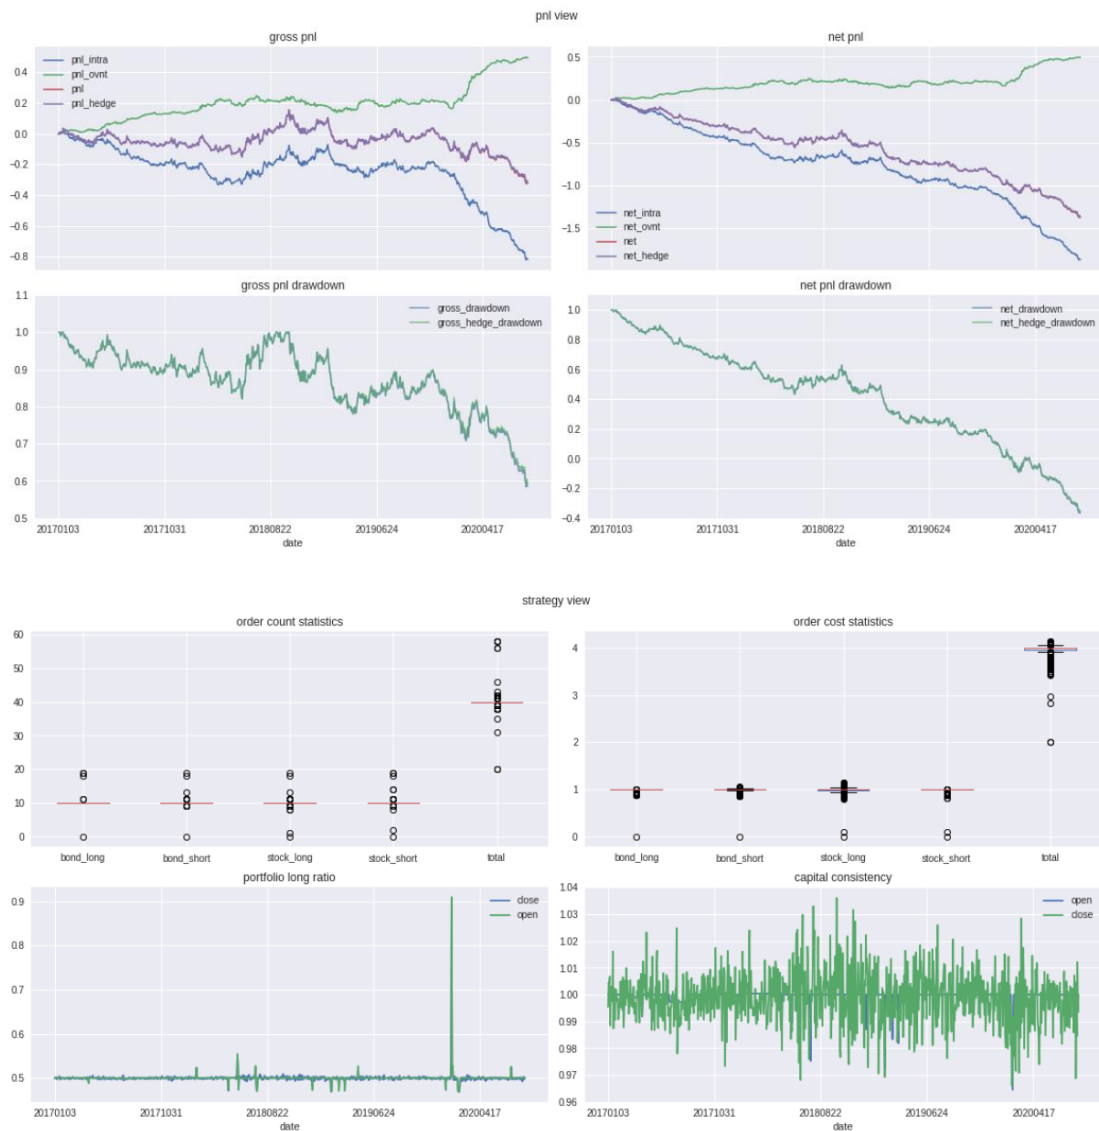 pnl view
gross pnl
pnl_intra
pnl_ovnt
pnl
pnl_hedge
0.4
0.2
0.0
−0.2
−0.4
−0.6
−0.8
net pnl
0.5
0.0
−0.5
−1.0
−1.5
net_intra
net_ovnt
net
net_hedge
gross pnl drawdown
gross_drawdown
gross_hedge_drawdown
1.1
1.0
0.9
0.8
0.7
0.6
0.5
20170103 20171031 20180822 20190624 20200417
date
net pnl drawdown
net_drawdown
net_hedge_drawdown
1.0
0.8
0.6
0.4
0.2
0.0
−0.2
−0.4
20170103 20171031 20180822 20190624 20200417
date
strategy view
order count statistics
60
50
40
30
20
10
0
bond_long bond_short stock_long stock_short total
order cost statistics
4
3
2
1
0
bond_long bond_short stock_long stock_short total
portfolio long ratio
close
open
0.9
0.8
0.7
0.6
0.5
20170103 20171031 20180822 20190624 20200417
date
capital consistency
open
close
1.04
1.03
1.02
1.01
1.00
0.99
0.98
0.97
0.96
20170103 20171031 20180822 20190624 20200417
date